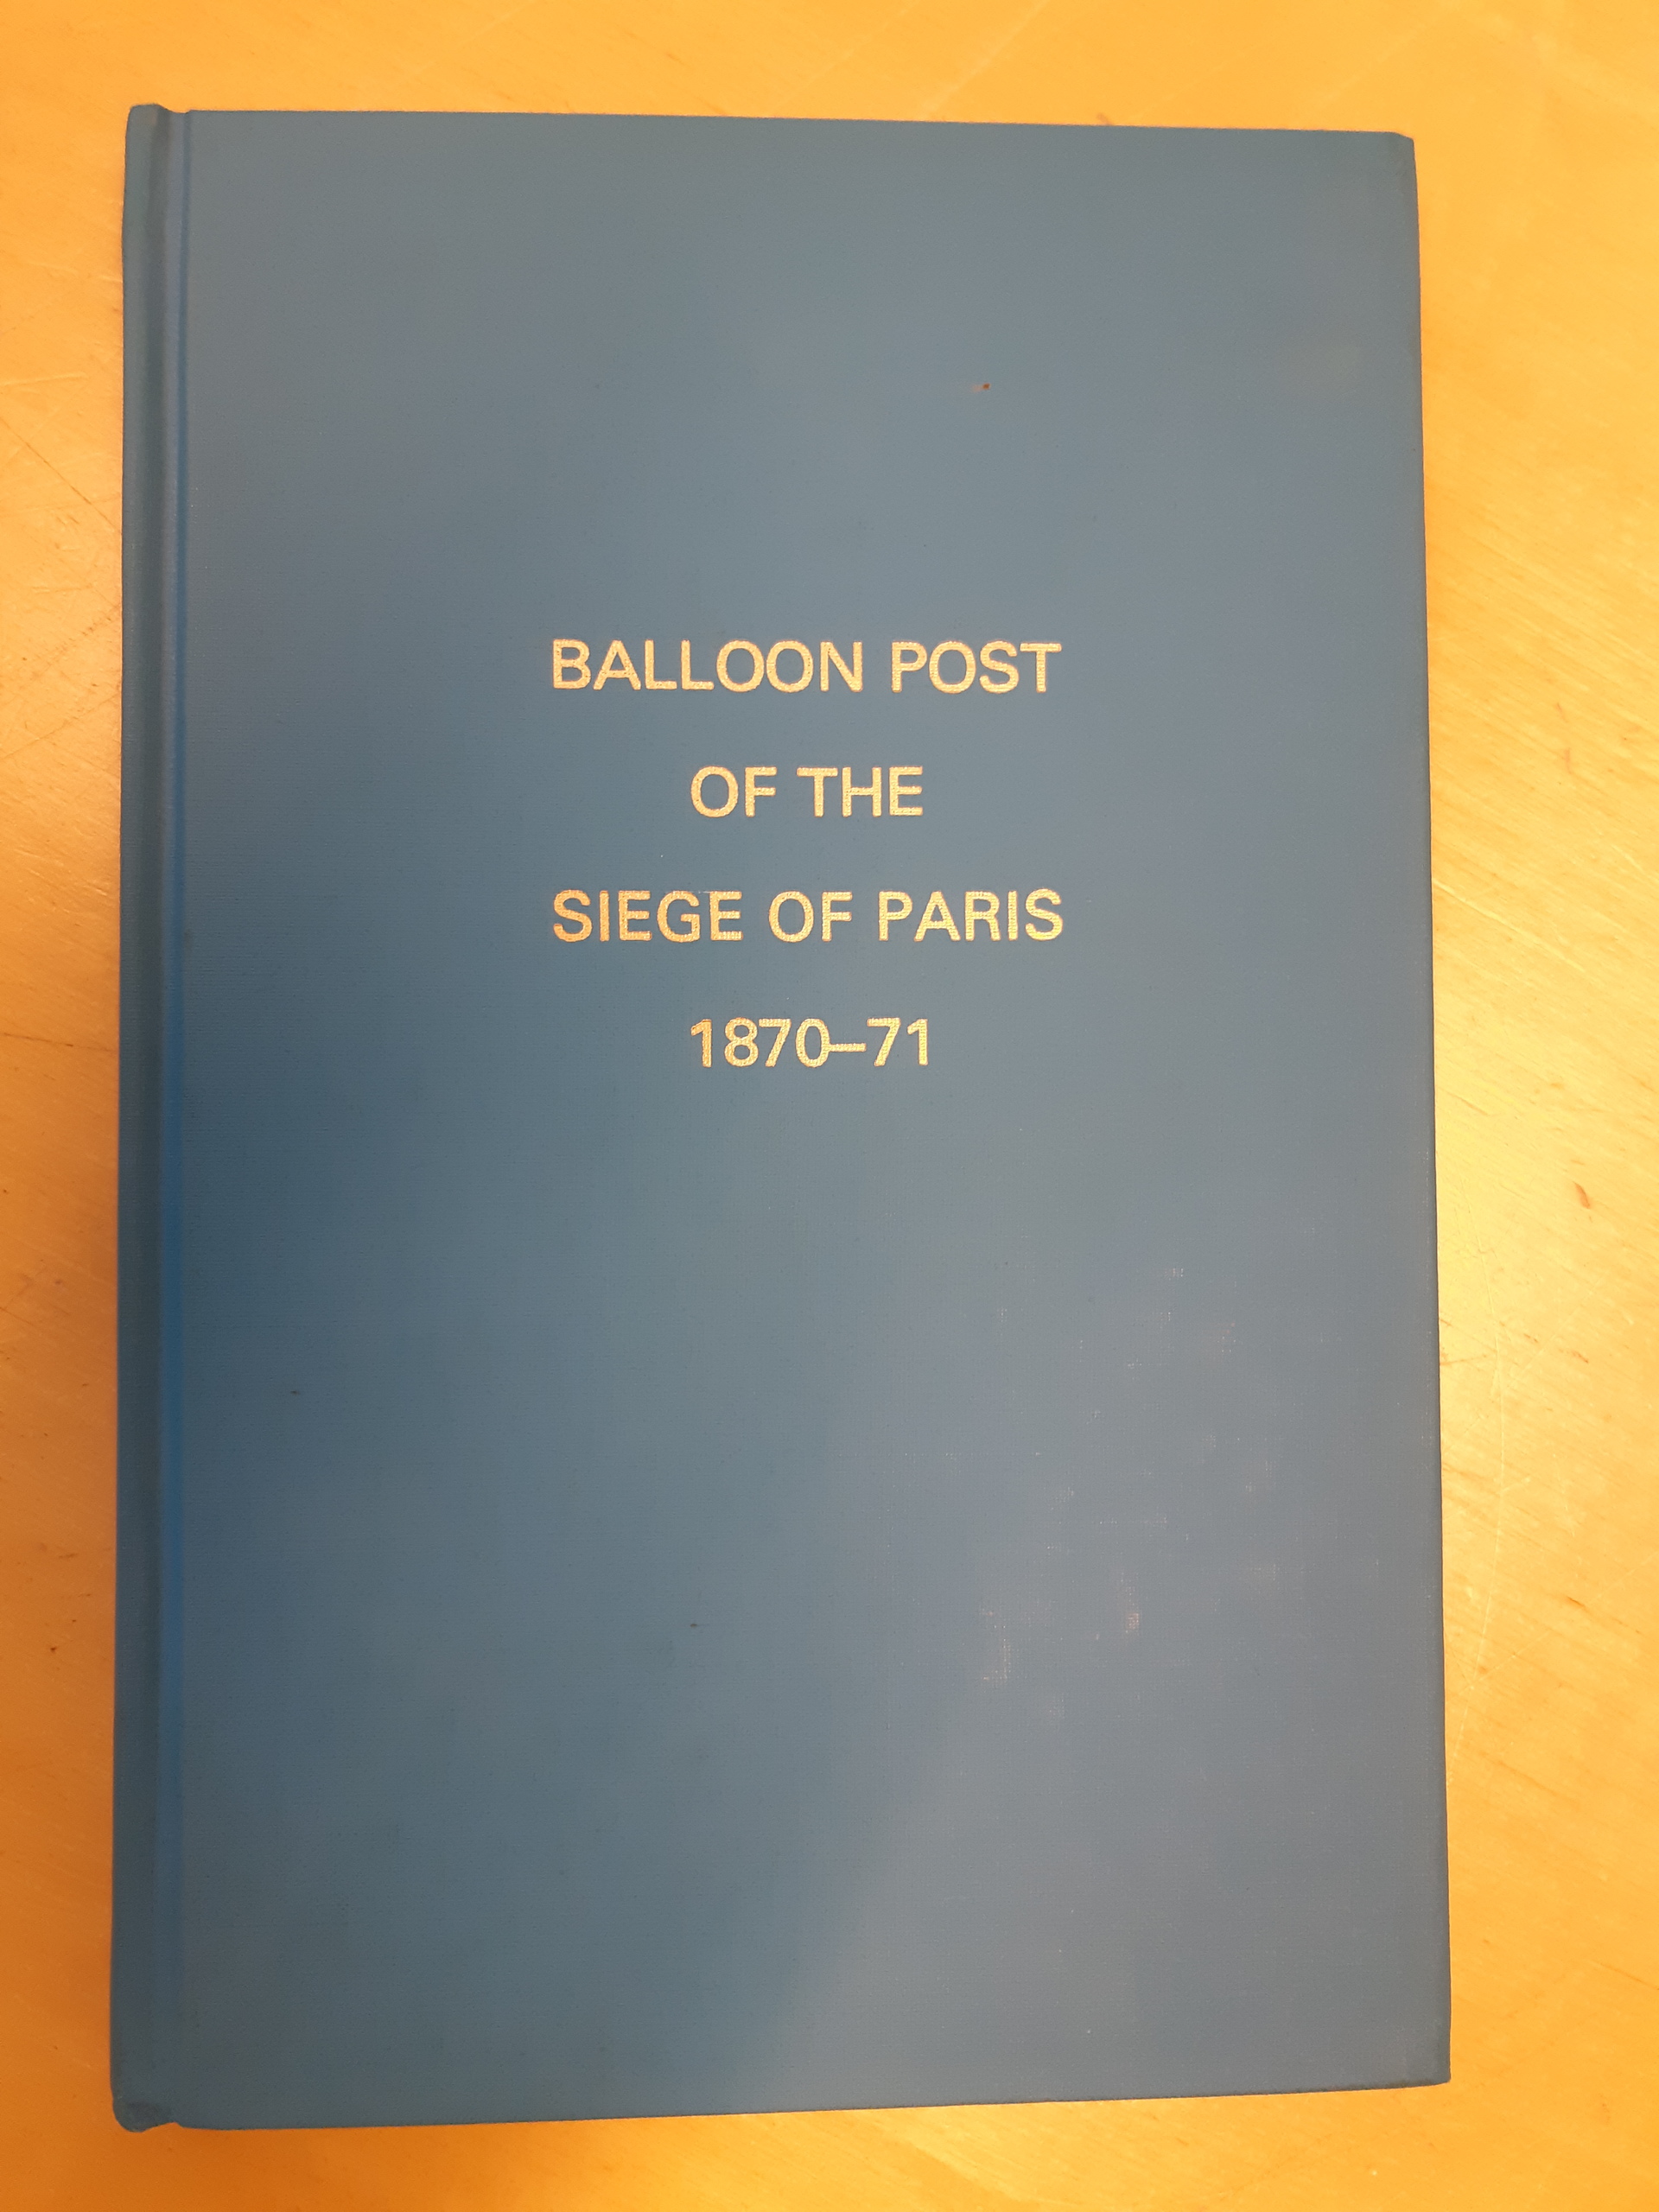 BALLOON POST
OF THE
SIEGE OF PARIS
1870–71